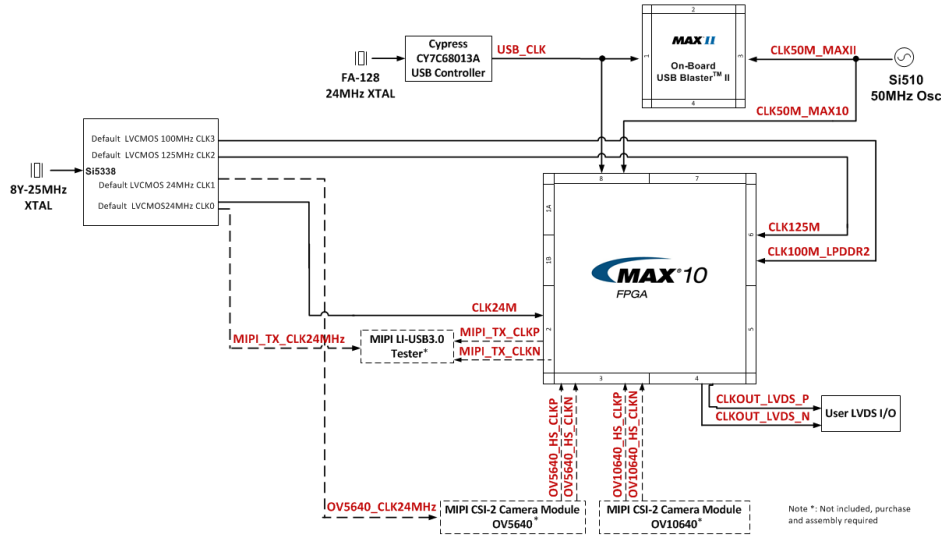 Cypress
CY7C68013A
USB Controller
USB_CLK
FA-128
24MHz XTAL
2
MAX II
On-Board
USB Blaster™ II
1
3
4
CLK50M_MAXII
Si510
50MHz Osc
CLK50M_MAX10
Default LVCMOS 100MHz CLK3
Default LVCMOS 125MHz CLK2
Si5338
Default LVCMOS 24MHz CLK1
Default LVCMOS24MHz CLK0
8Y-25MHz
XTAL
8
7
1A
1B
2
6
5
3
4
MAX®10
FPGA
CLK125M
CLK100M_LPDDR2
CLK24M
MIPI_TX_CLK24MHz
MIPI LI-USB3.0
Tester*
MIPI_TX_CLKP
MIPI_TX_CLKN
OV5640_HS_CLKP
OV5640_HS_CLKN
OV10640_HS_CLKP
OV10640_HS_CLKN
CLKOUT_LVDS_P
CLKOUT_LVDS_N
User LVDS I/O
OV5640_CLK24MHz
MIPI CSI-2 Camera Module
OV5640*
MIPI CSI-2 Camera Module
OV10640*
Note *: Not included, purchase
and assembly required